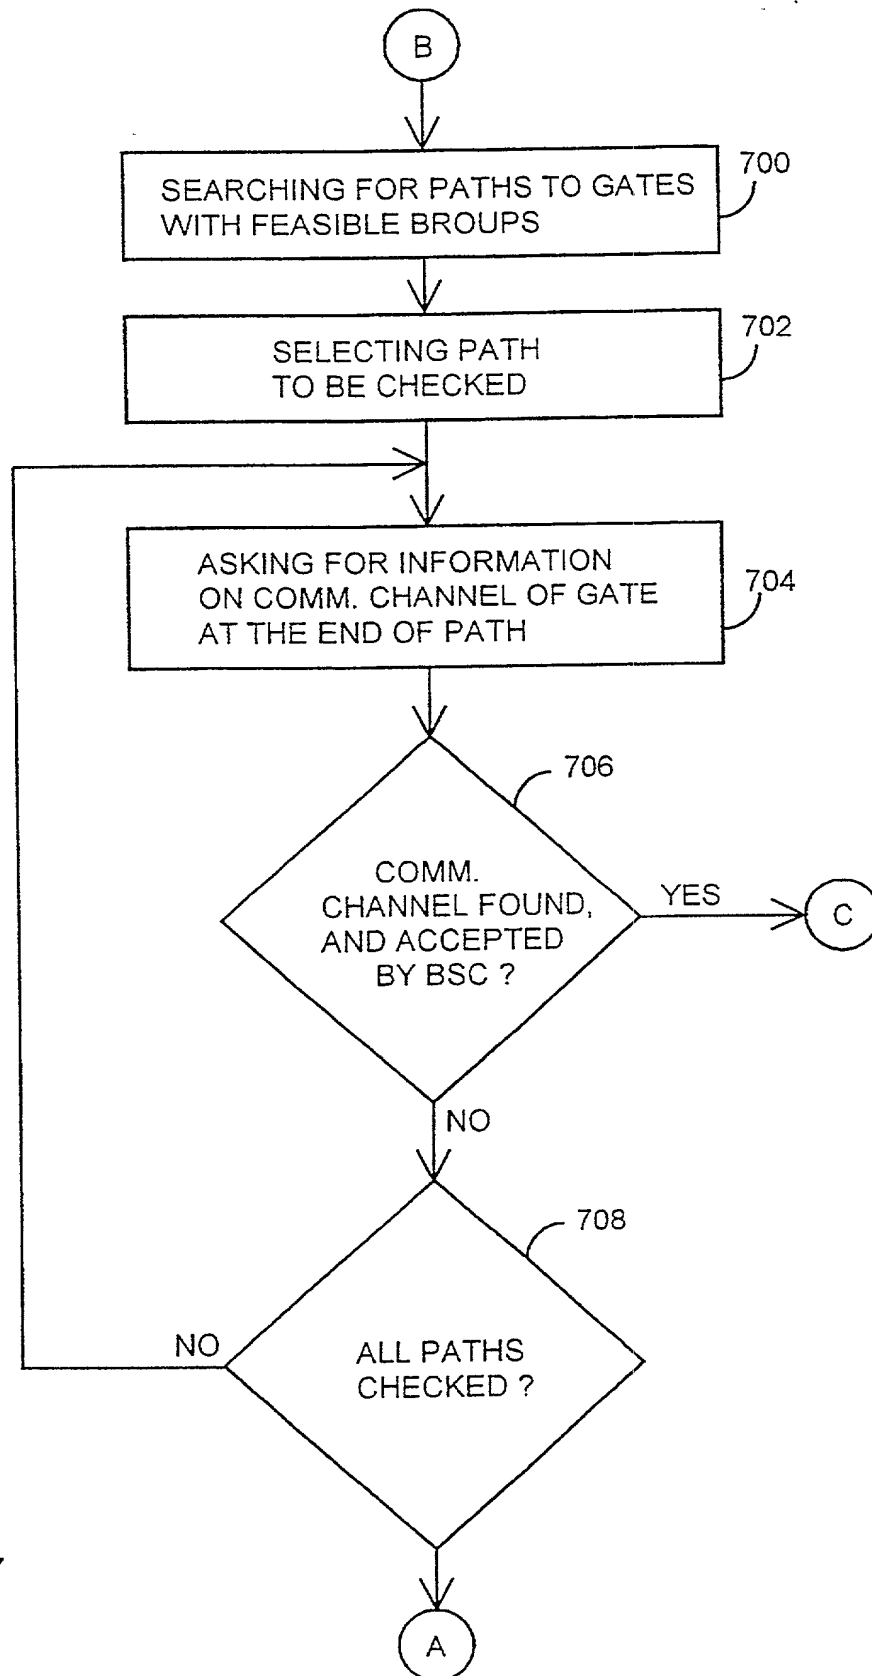 B
SEARCHING FOR PATHS TO GATES
WITH FEASIBLE BROUPS
700
SELECTING PATH
TO BE CHECKED
702
ASKING FOR INFORMATION
ON COMM. CHANNEL OF GATE
AT THE END OF PATH
704
706
COMM.
CHANNEL FOUND,
AND ACCEPTED
BY BSC ?
YES
C
NO
708
NO
ALL PATHS
CHECKED ?
A